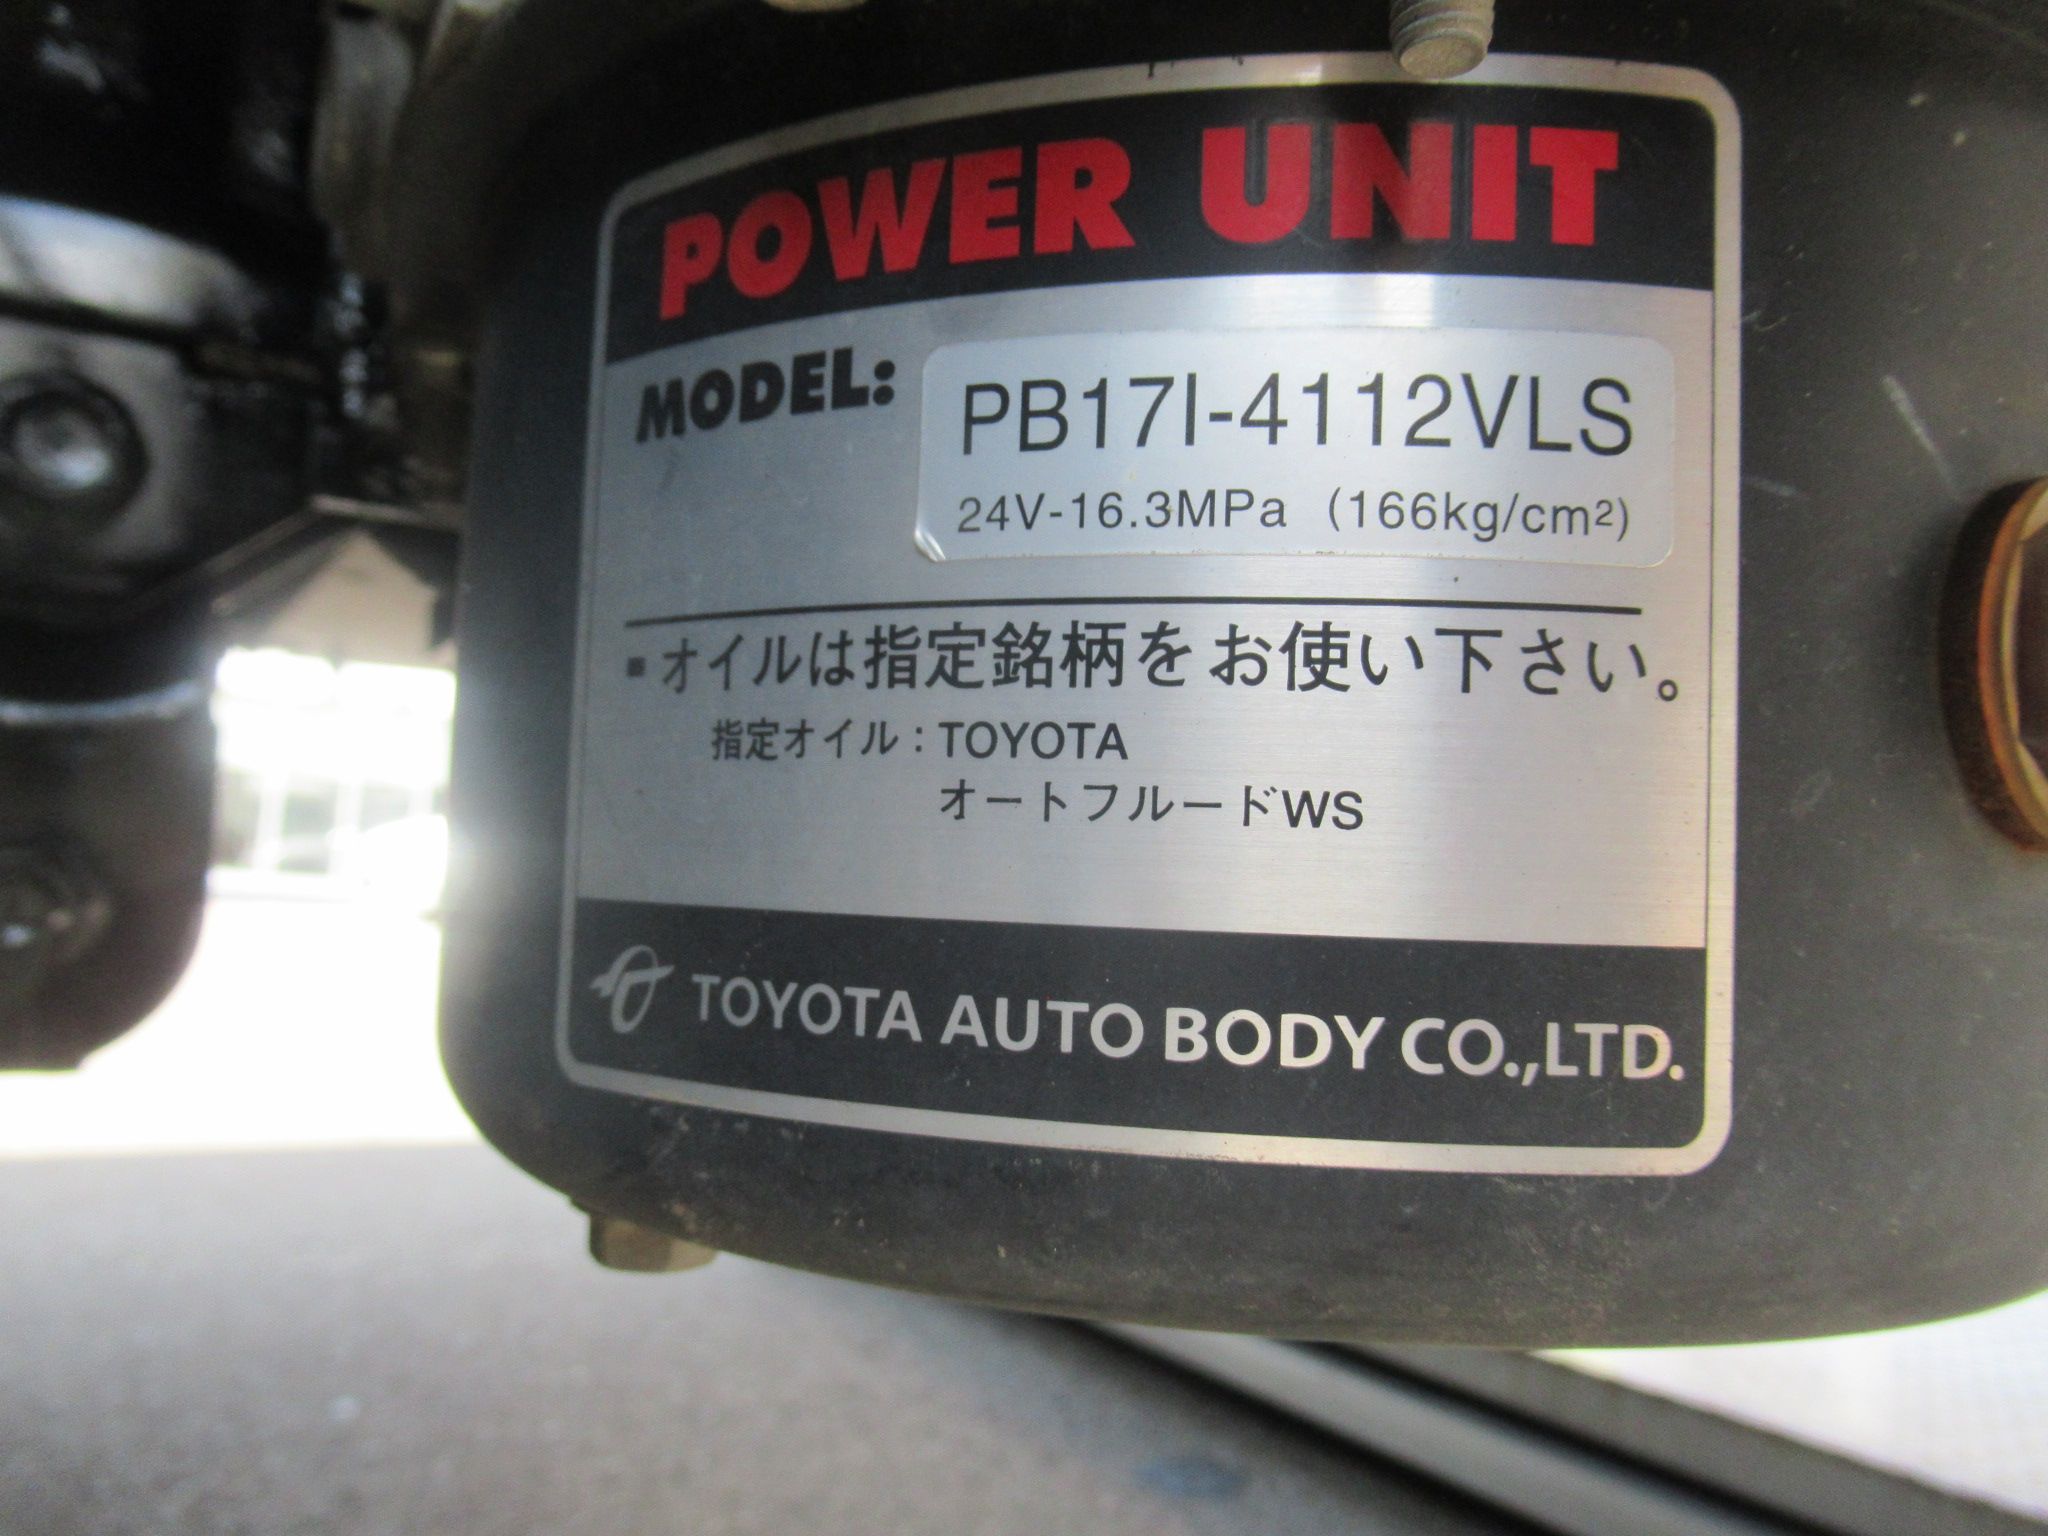 POWER UNIT
MODEL: PB17I-4112VLS
24V-16.3MPa (166kg/cm²)
▪オイルは指定銘柄をお使い下さい。
指定オイル：TOYOTA
オートフルードWS
TOYOTA AUTO BODY CO.,LTD.